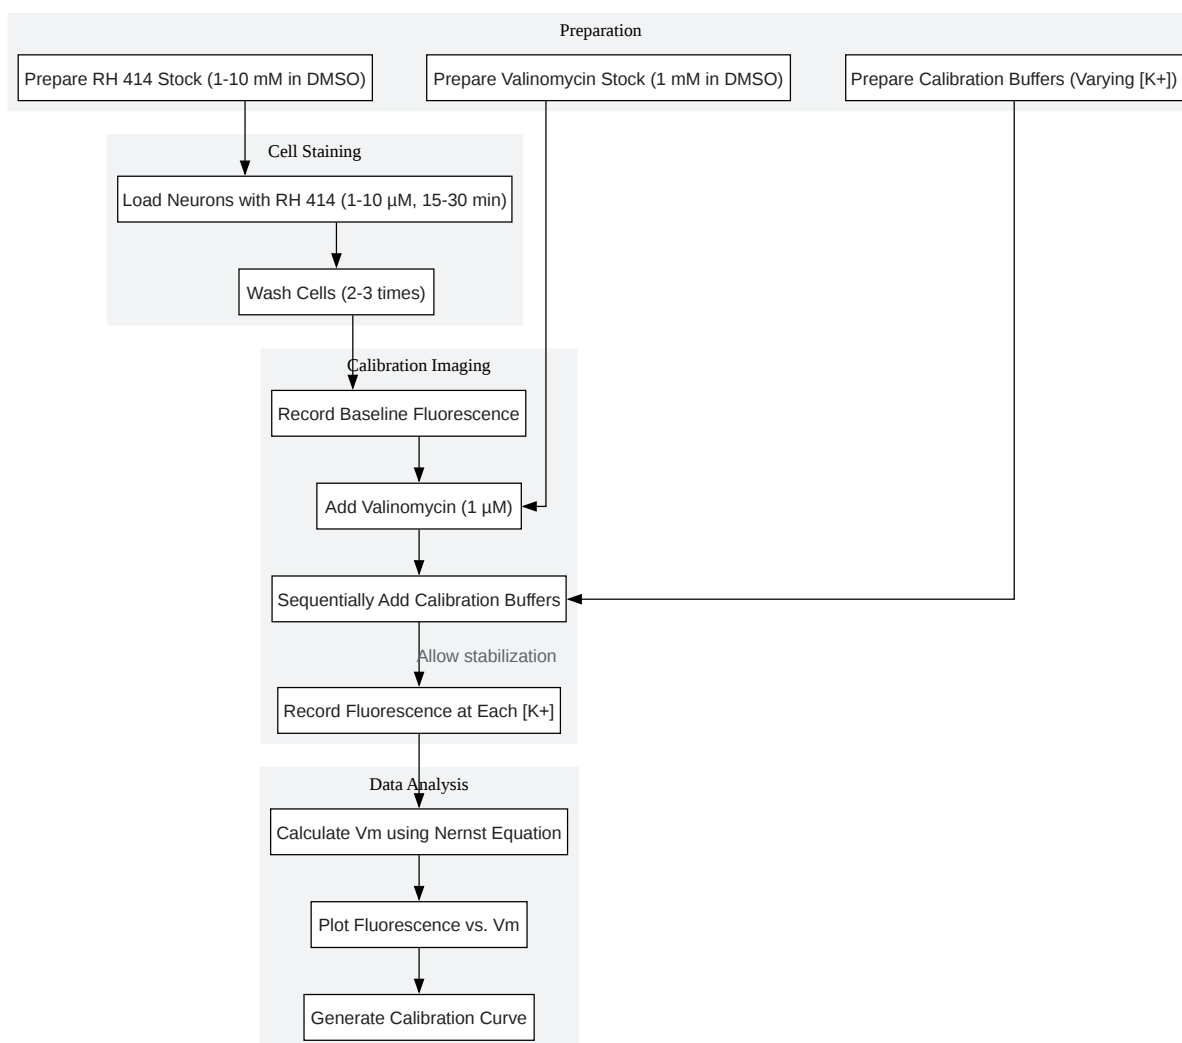 Preparation
Prepare RH 414 Stock (1-10 mM in DMSO)
Prepare Valinomycin Stock (1 mM in DMSO)
Prepare Calibration Buffers (Varying [K+])
Cell Staining
Load Neurons with RH 414 (1-10 µM, 15-30 min)
Wash Cells (2-3 times)
Calibration Imaging
Record Baseline Fluorescence
Add Valinomycin (1 µM)
Sequentially Add Calibration Buffers
Allow stabilization
Record Fluorescence at Each [K+]
Data Analysis
Calculate Vm using Nernst Equation
Plot Fluorescence vs. Vm
Generate Calibration Curve